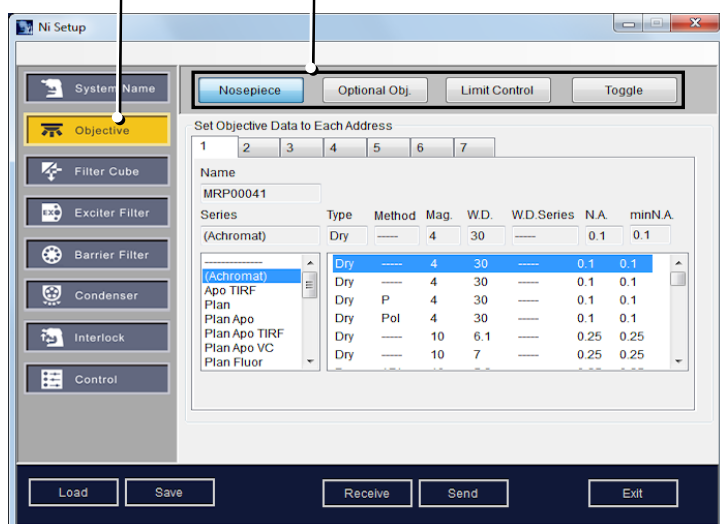 Ni Setup
System Name
Objective
Filter Cube
EXC Exciter Filter
Barrier Filter
Condenser
Interlock
Control
Nosepiece Optional Obj. Limit Control Toggle
Set Objective Data to Each Address
1 2 3 4 5 6 7
Name
MRP00041
Series Type Method Mag. W.D. W.D.Series N.A. minN.A.
(Achromat) Dry ----- 4 30 ----- 0.1 0.1
--------------
(Achromat)
Apo TIRF
Plan
Plan Apo
Plan Apo TIRF
Plan Apo VC
Plan Fluor
Dry ----- 4 30 ----- 0.1 0.1
Dry ----- 4 30 ----- 0.1 0.1
Dry P 4 30 ----- 0.1 0.1
Dry Pol 4 30 ----- 0.1 0.1
Dry ----- 10 6.1 ----- 0.25 0.25
Dry ----- 10 7 ----- 0.25 0.25
Load Save Receive Send Exit